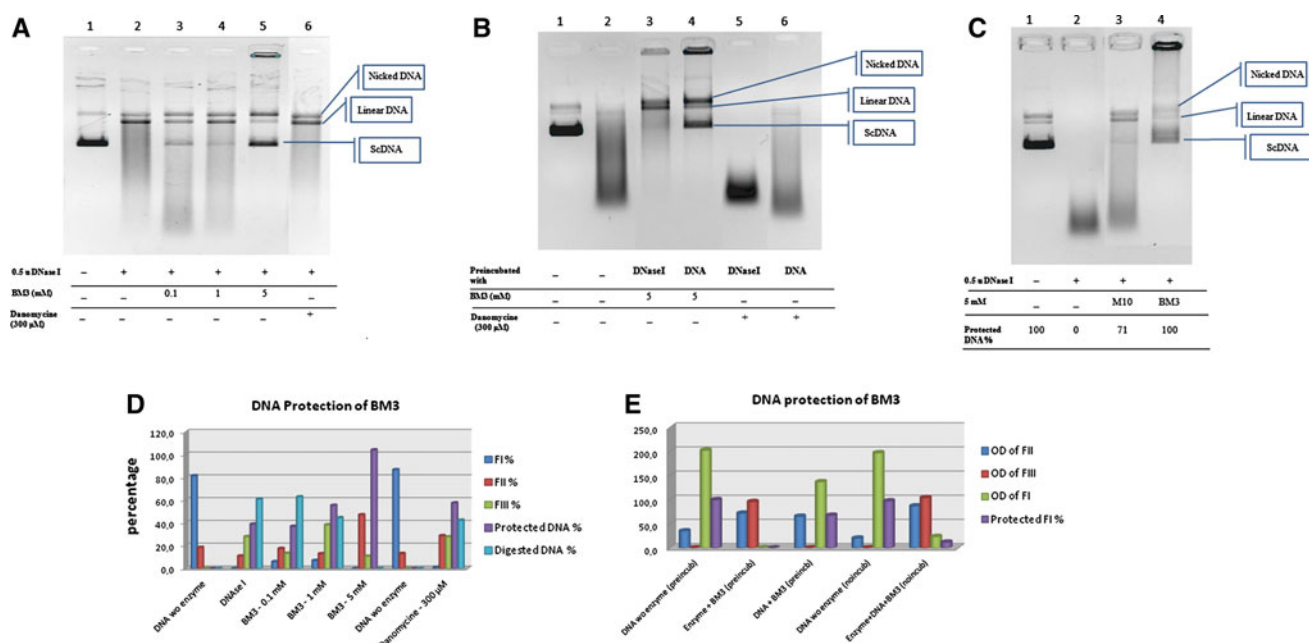 A
1 2 3 4 5 6
Nicked DNA
Linear DNA
ScDNA
0.5 u DNase I – + + + + +
BM3 (mM) – – 0.1 1 5 –
Danomycine (300 µM) – – – – – +
B
1 2 3 4 5 6
Nicked DNA
Linear DNA
ScDNA
Preincubated with – – DNaseI DNA DNaseI DNA
BM3 (mM) – – 5 5 – –
Danomycine (300 µM) – – – – + +
C
1 2 3 4
Nicked DNA
Linear DNA
ScDNA
0.5 u DNase I – + + +
5 mM – – M10 BM3
Protected DNA % 100 0 71 100
D
DNA Protection of BM3
percentage
120,0
100,0
80,0
60,0
40,0
20,0
0,0
DNA wo enzyme
DNAse I
BM3 - 0.1 mM
BM3 - 1 mM
BM3 - 5 mM
DNA wo enzyme
Danomycine - 300 µM
FI %
FII %
FIII %
Protected DNA %
Digested DNA %
E
DNA protection of BM3
250,0
200,0
150,0
100,0
50,0
0,0
DNA wo enzyme (preincub)
Enzyme + BM3 (preincub)
DNA + BM3 (preincb)
DNA wo enzyme (noincub)
Enzyme+DNA+BM3 (noincub)
OD of FII
OD of FIII
OD of FI
Protected FI %